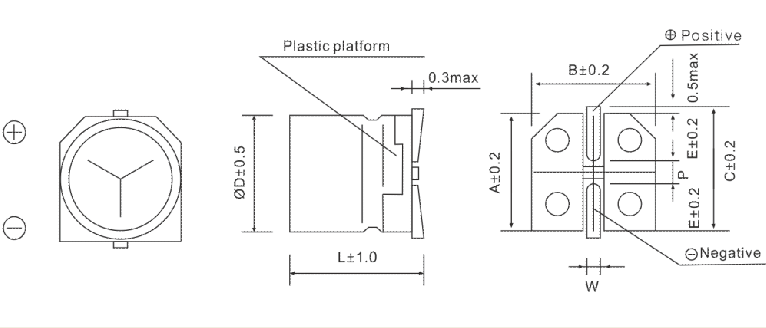 ⊕ Positive
Plastic platform
B±0.2
0.3max
0.5max
⊕
ØD±0.5
A±0.2
E±0.2
C±0.2
P
E±0.2
⊖
L±1.0
⊖Negative
W